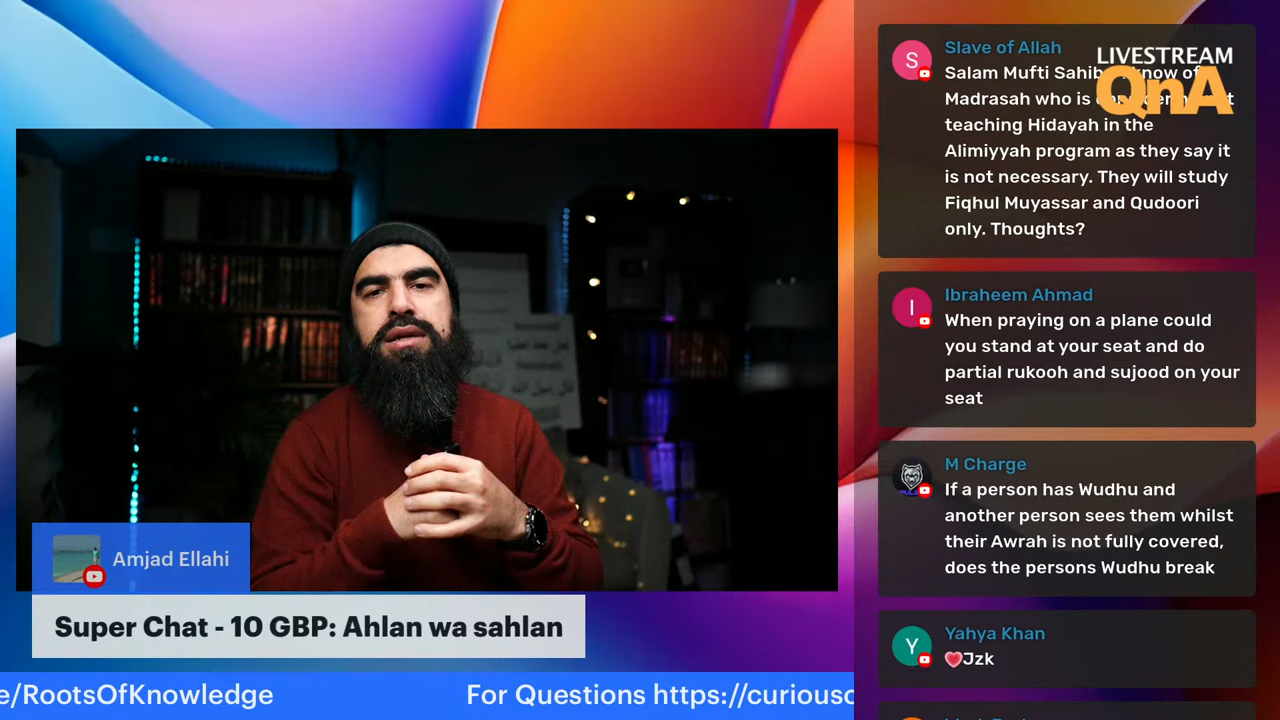 Slave of Allah
Salam Mufti Sahib know of
Madrasah who is
teaching Hidayah in the
Alimiyyah program as they say it
is not necessary. They will study
Fiqhul Muyassar and Qudoori
only. Thoughts?
LIVESTREAM
QnA
S
Ibraheem Ahmad
I
When praying on a plane could
you stand at your seat and do
partial rukooh and sujood on your
seat
M Charge
If a person has Wudhu and
another person sees them whilst
their Awrah is not fully covered,
does the persons Wudhu break
Yahya Khan
Y
❤Jzk
Amjad Ellahi
Super Chat - 10 GBP: Ahlan wa sahlan
e/RootsOfKnowledge
For Questions https://curious